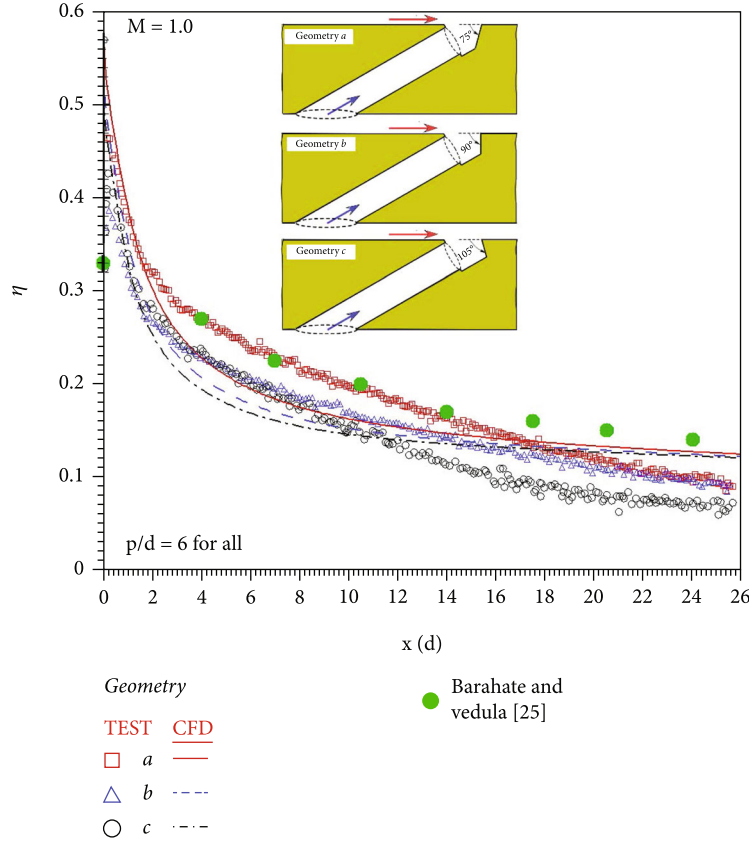 M = 1.0
Geometry a
75°
Geometry b
90°
Geometry c
105°
0.6
0.5
0.4
0.3
0.2
0.1
0
η
p/d = 6 for all
0 2 4 6 8 10 12 14 16 18 20 22 24 26
x (d)
Geometry
TEST CFD
a
b
c
Barahate and
vedula [25]